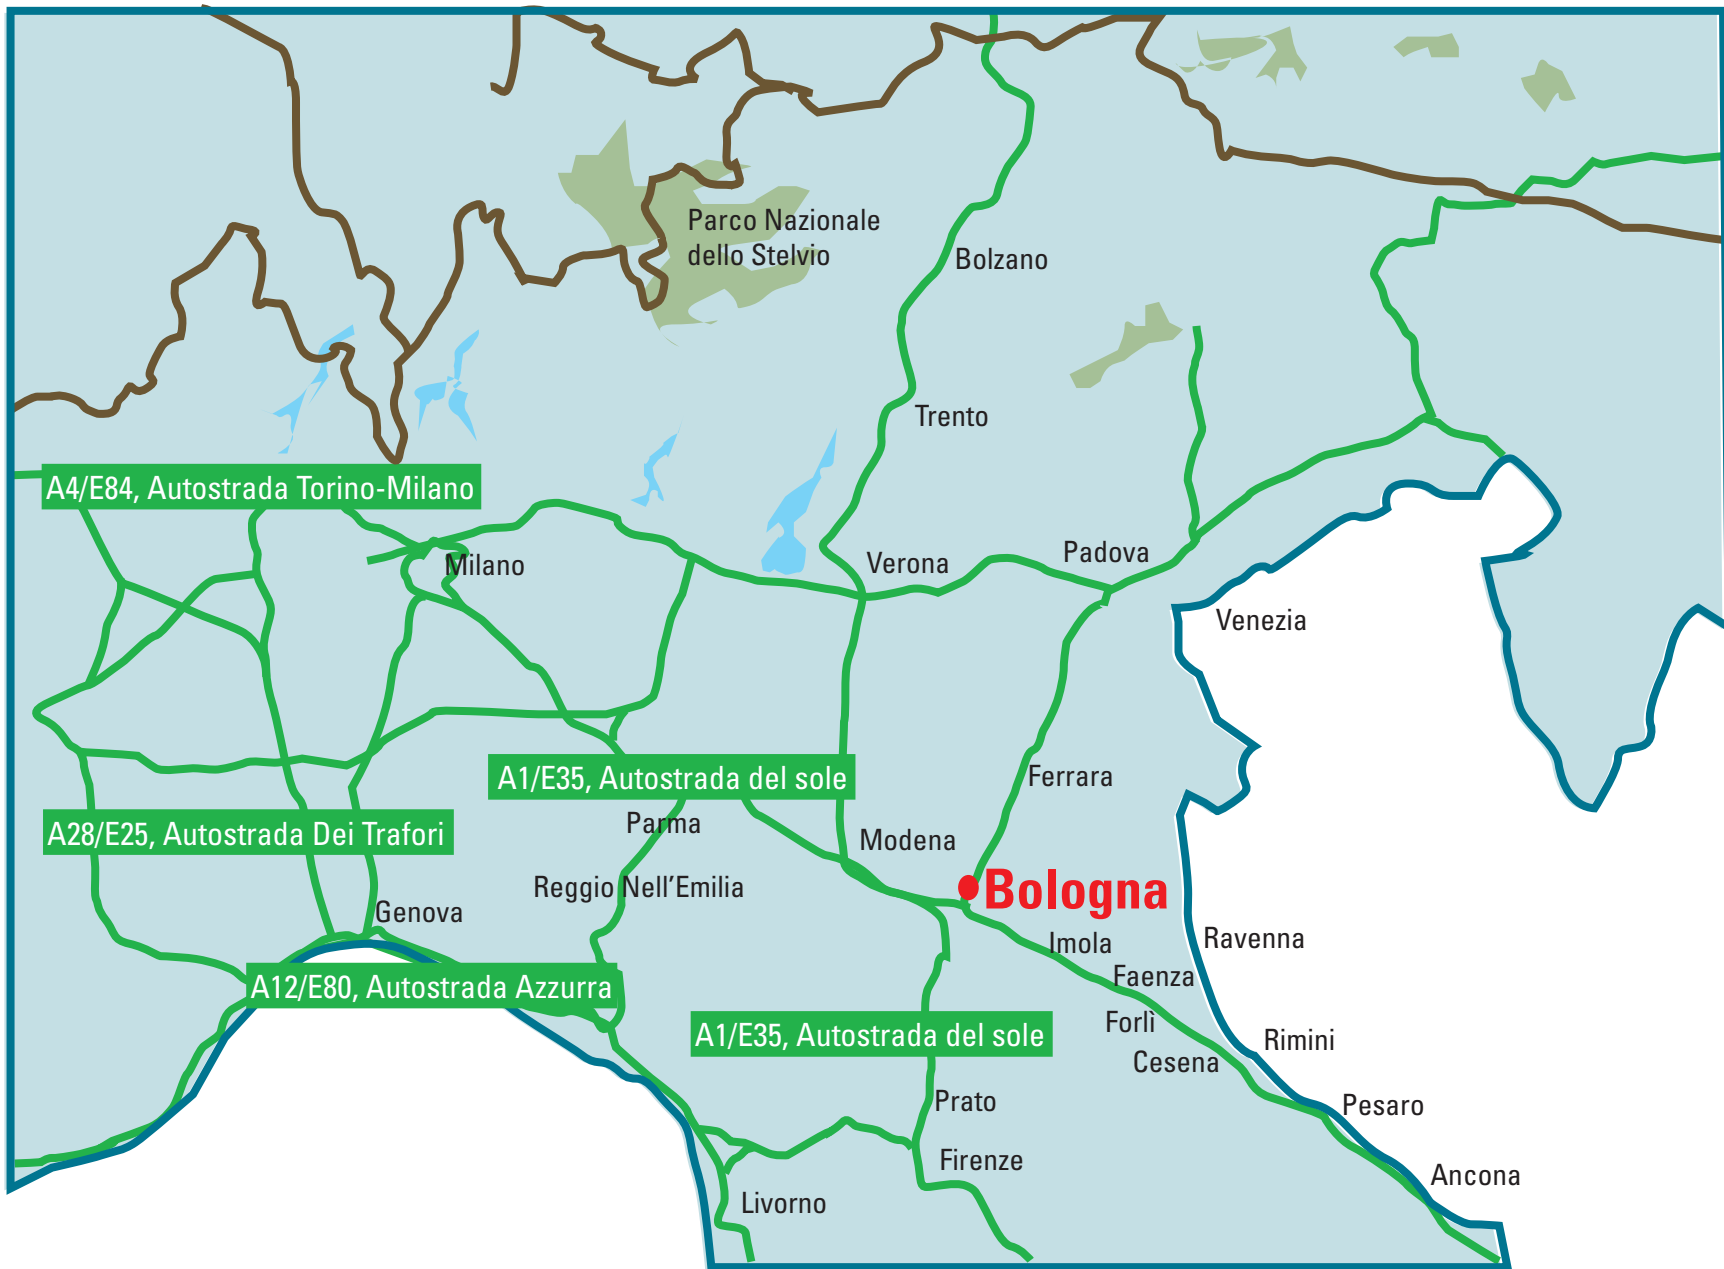 Parco Nazionale
dello Stelvio
Bolzano
Trento
A4/E84, Autostrada Torino-Milano
Milano
Verona
Padova
Venezia
A1/E35, Autostrada del sole
Ferrara
A28/E25, Autostrada Dei Trafori
Parma
Modena
Reggio Nell'Emilia
Bologna
Genova
Imola
Ravenna
Faenza
A12/E80, Autostrada Azzurra
Forlì
A1/E35, Autostrada del sole
Rimini
Cesena
Prato
Pesaro
Firenze
Ancona
Livorno